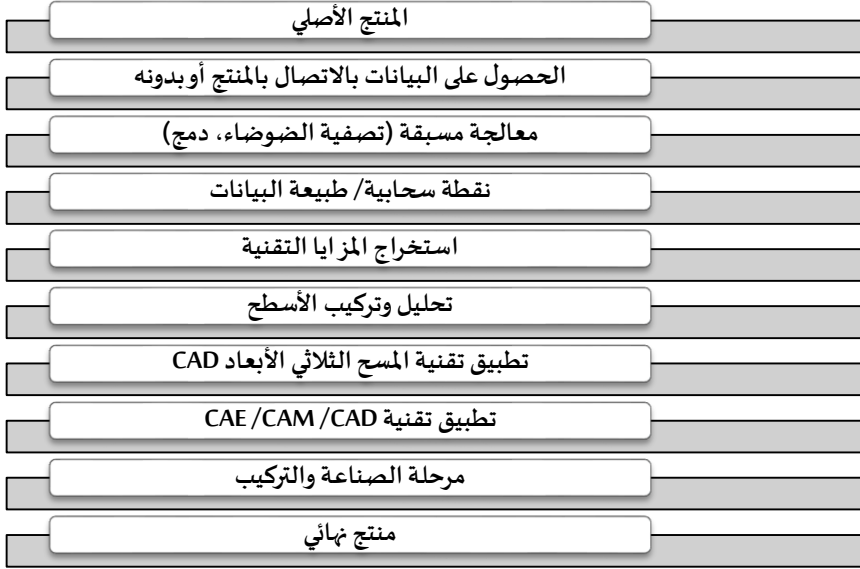 المنتج الأصلي
الحصول على البيانات بالاتصال بالمنتج أو بدونه
معالجة مسبقة (تصفية الضوضاء، دمج)
نقطة سحابية/ طبيعة البيانات
استخراج المزايا التقنية
تحليل وتركيب الأسطح
تطبيق تقنية المسح الثلاثي الأبعاد CAD
تطبيق تقنية CAE /CAM /CAD
مرحلة الصناعة والتركيب
منتج نهائي